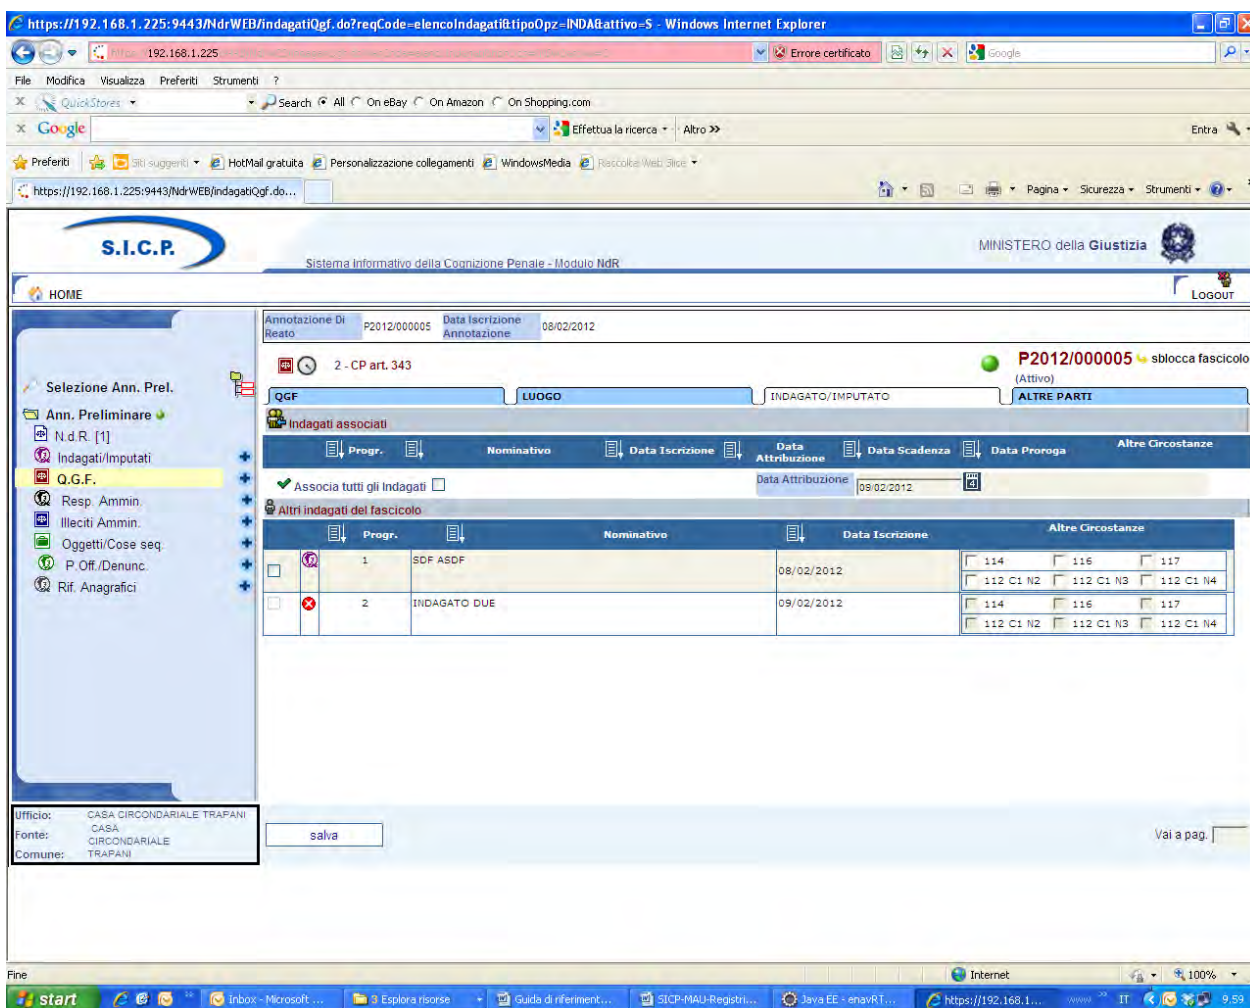 https://192.168.1.225:9443/NdrWEB/indagatiQgf.do?reqCode=elencoIndagati&tipoOpz=INDA&attivo=S - Windows Internet Explorer
192.168.1.225 Errore certificato Google
File Modifica Visualizza Preferiti Strumenti ?
X QuickStores Search All On eBay On Amazon On Shopping.com
x Google Effettua la ricerca Altro >> Entra
Preferiti Siti suggeriti HotMail gratuita Personalizzazione collegamenti WindowsMedia Raccolta Web Slice
https://192.168.1.225:9443/NdrWEB/indagatiQgf.do... Pagina Sicurezza Strumenti
S.I.C.P. MINISTERO della Giustizia
Sistema Informativo della Cognizione Penale - Modulo NdR
HOME LOGOUT
Annotazione Di Reato P2012/000005 Data Iscrizione Annotazione 08/02/2012
2 - CP art. 343 P2012/000005 sblocca fascicolo
(Attivo)
QGF LUOGO INDAGATO/IMPUTATO ALTRE PARTI
Selezione Ann. Prel.
Ann. Preliminare
N.d.R. [1]
Indagati/Imputati
Q.G.F.
Resp. Ammin.
Illeciti Ammin.
Oggetti/Cose seq.
P.Off./Denunc.
Rif. Anagrafici
Indagati associati
Progr. Nominativo Data Iscrizione Data Attribuzione Data Scadenza Data Proroga Altre Circostanze
Associa tutti gli Indagati Data Attribuzione 09/02/2012
Altri indagati del fascicolo
Progr. Nominativo Data Iscrizione Altre Circostanze
1 SDF ASDF 08/02/2012 114 116 117
112 C1 N2 112 C1 N3 112 C1 N4
2 INDAGATO DUE 09/02/2012 114 116 117
112 C1 N2 112 C1 N3 112 C1 N4
Ufficio: CASA CIRCONDARIALE TRAPANI
Fonte: CASA CIRCONDARIALE
Comune: TRAPANI
salva Vai a pag.
Fine Internet 100%
start Inbox - Microsoft ... 3 Esplora risorse Guida di riferiment... SICP-MAU-Registri... Java EE - enavRT... https://192.168.1.... www IT 9.59